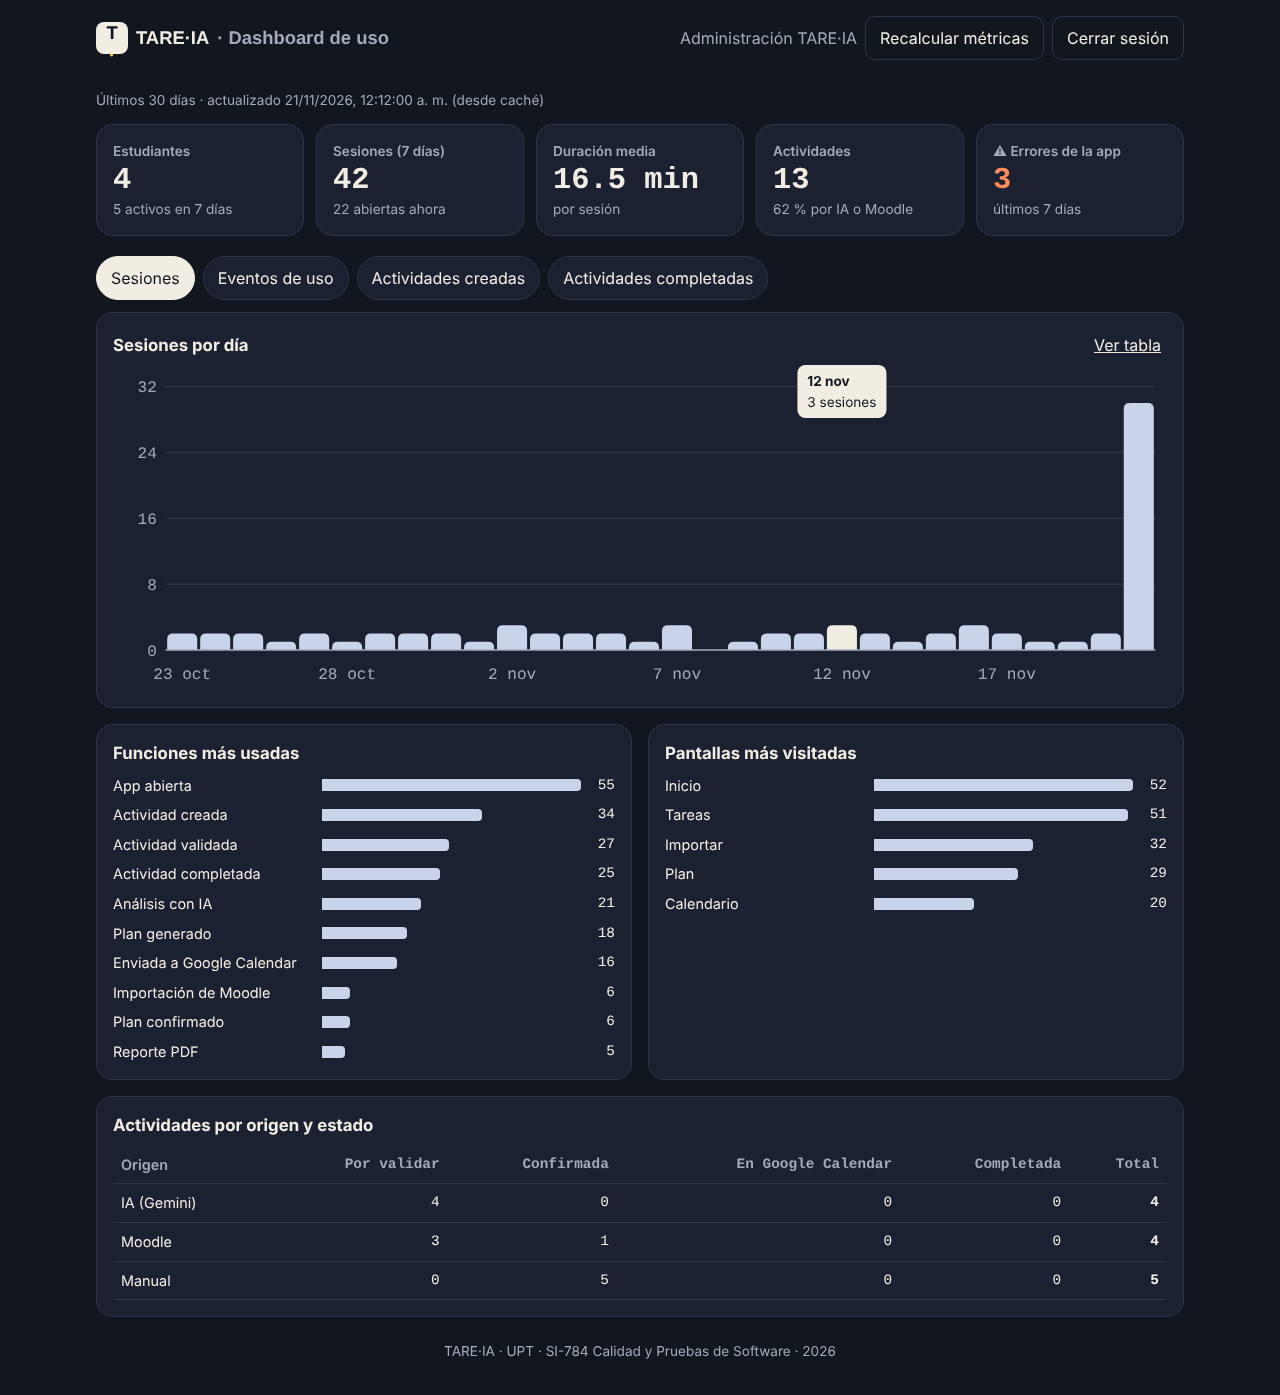 T TARE·IA · Dashboard de uso
Administración TARE·IA Recalcular métricas Cerrar sesión
Últimos 30 días · actualizado 21/11/2026, 12:12:00 a. m. (desde caché)
Estudiantes
4
5 activos en 7 días
Sesiones (7 días)
42
22 abiertas ahora
Duración media
16.5 min
por sesión
Actividades
13
62 % por IA o Moodle
⚠ Errores de la app
3
últimos 7 días
Sesiones Eventos de uso Actividades creadas Actividades completadas
Sesiones por día Ver tabla
12 nov
3 sesiones
32
24
16
8
0
23 oct 28 oct 2 nov 7 nov 12 nov 17 nov
Funciones más usadas
App abierta 55
Actividad creada 34
Actividad validada 27
Actividad completada 25
Análisis con IA 21
Plan generado 18
Enviada a Google Calendar 16
Importación de Moodle 6
Plan confirmado 6
Reporte PDF 5
Pantallas más visitadas
Inicio 52
Tareas 51
Importar 32
Plan 29
Calendario 20
Actividades por origen y estado
Origen Por validar Confirmada En Google Calendar Completada Total
IA (Gemini) 4 0 0 0 4
Moodle 3 1 0 0 4
Manual 0 5 0 0 5
TARE·IA · UPT · SI-784 Calidad y Pruebas de Software · 2026